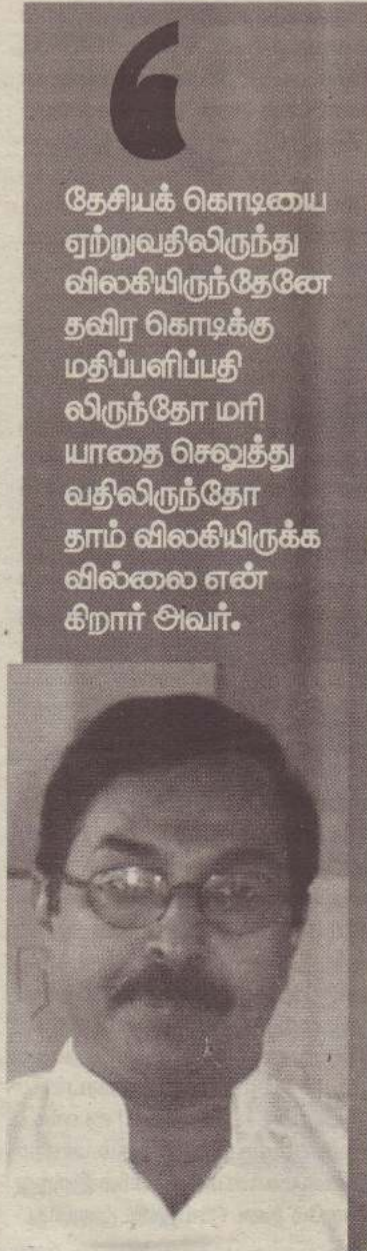 தேசியக் கொடியை
ஏற்றுவதிலிருந்து
விலகியிருந்தேனே
தவிர கொடிக்கு
மதிப்பளிப்பதி
லிருந்தோ மரி
யாதை செலுத்து
வதிலிருந்தோ
தாம் விலகியிருக்க
வில்லை என்
கிறார் அவர்.